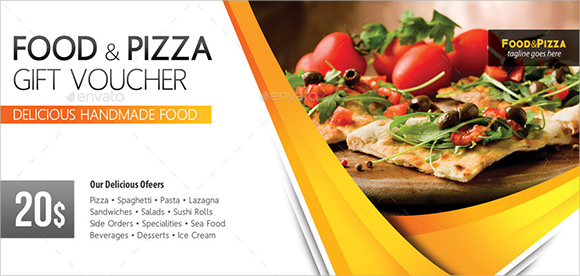 FOOD & PIZZA
GIFT VOUCHER
DELICIOUS HANDMADE FOOD
envato
envato
FOOD&PIZZA
tagline goes here
20$
Our Delicious Ofeers
Pizza • Spaghetti • Pasta • Lazagna
Sandwiches • Salads • Sushi Rolls
Side Orders • Specialities • Sea Food
Beverages • Desserts • Ice Cream